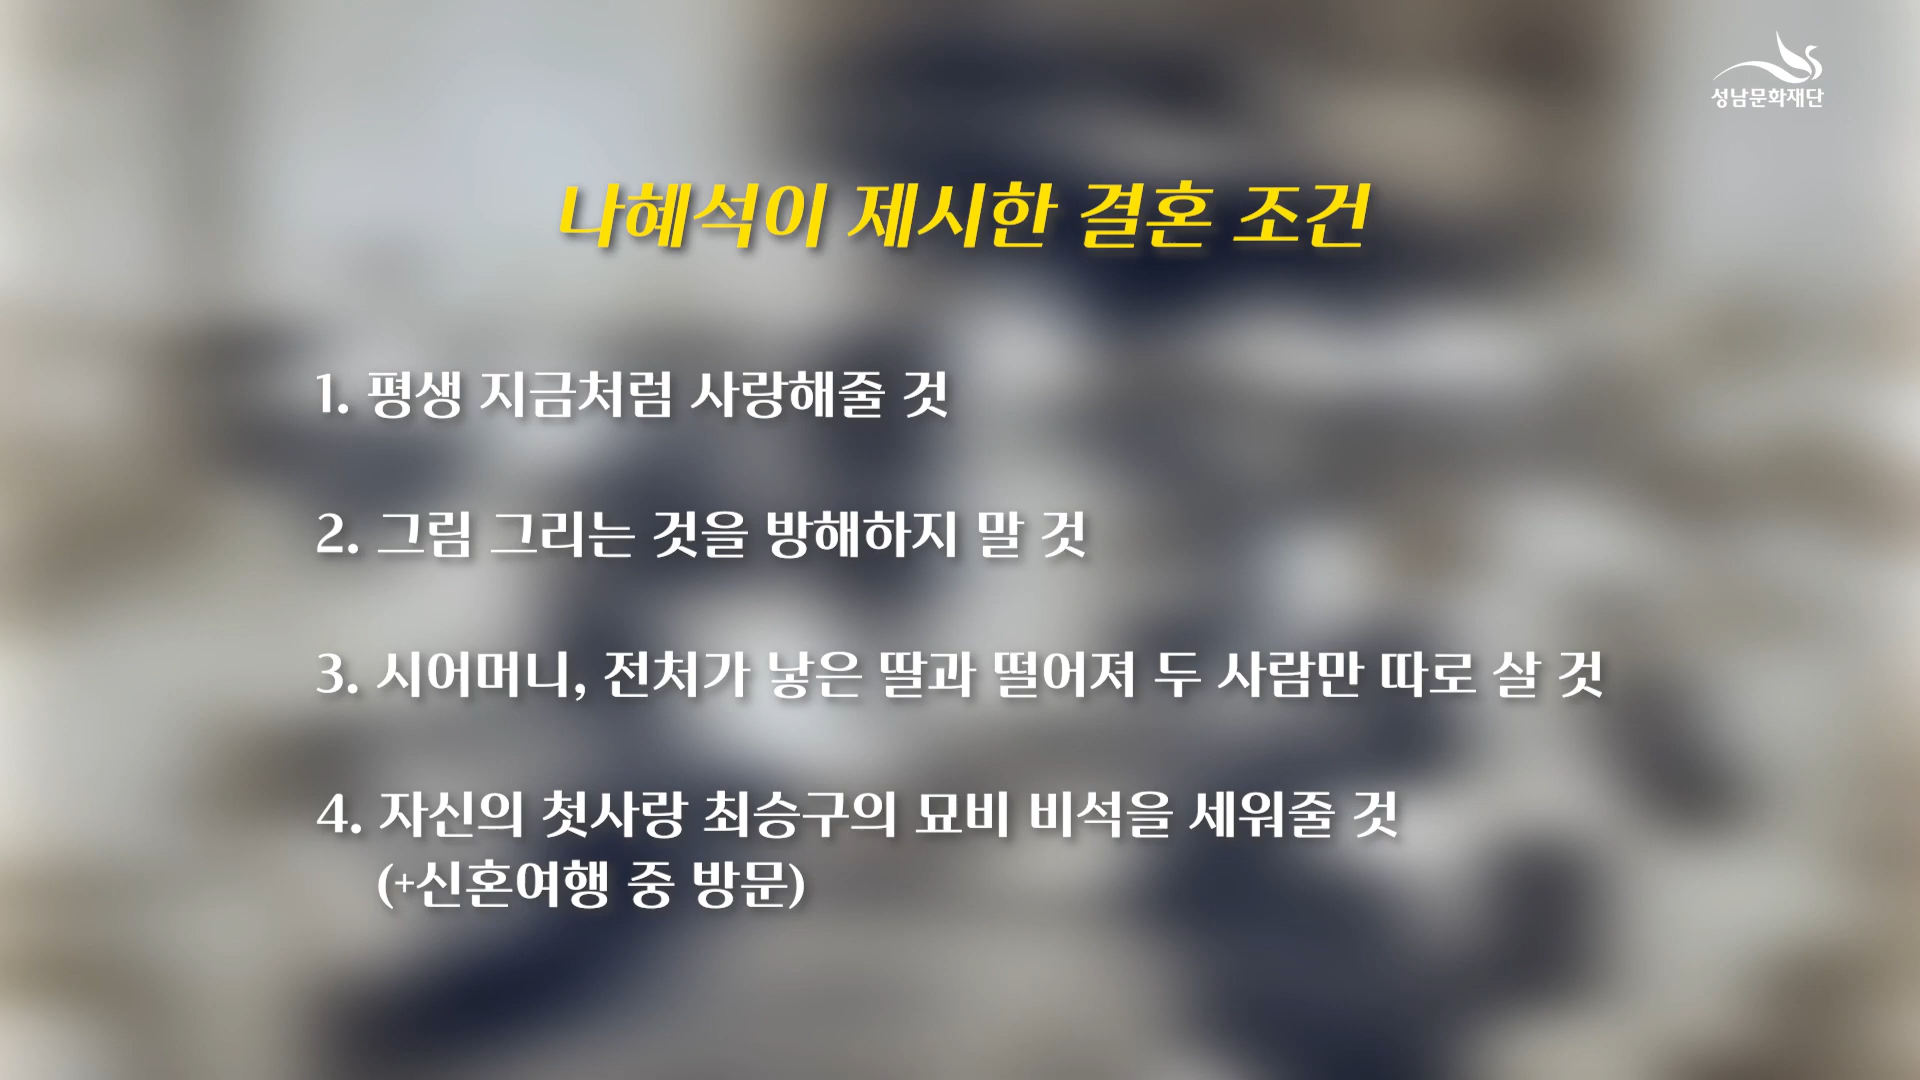 성남문화재단
나혜석이 제시한 결혼 조건
1. 평생 지금처럼 사랑해줄 것
2. 그림 그리는 것을 방해하지 말 것
3. 시어머니, 전처가 낳은 딸과 떨어져 두 사람만 따로 살 것
4. 자신의 첫사랑 최승구의 묘비 비석을 세워줄 것
(+신혼여행 중 방문)